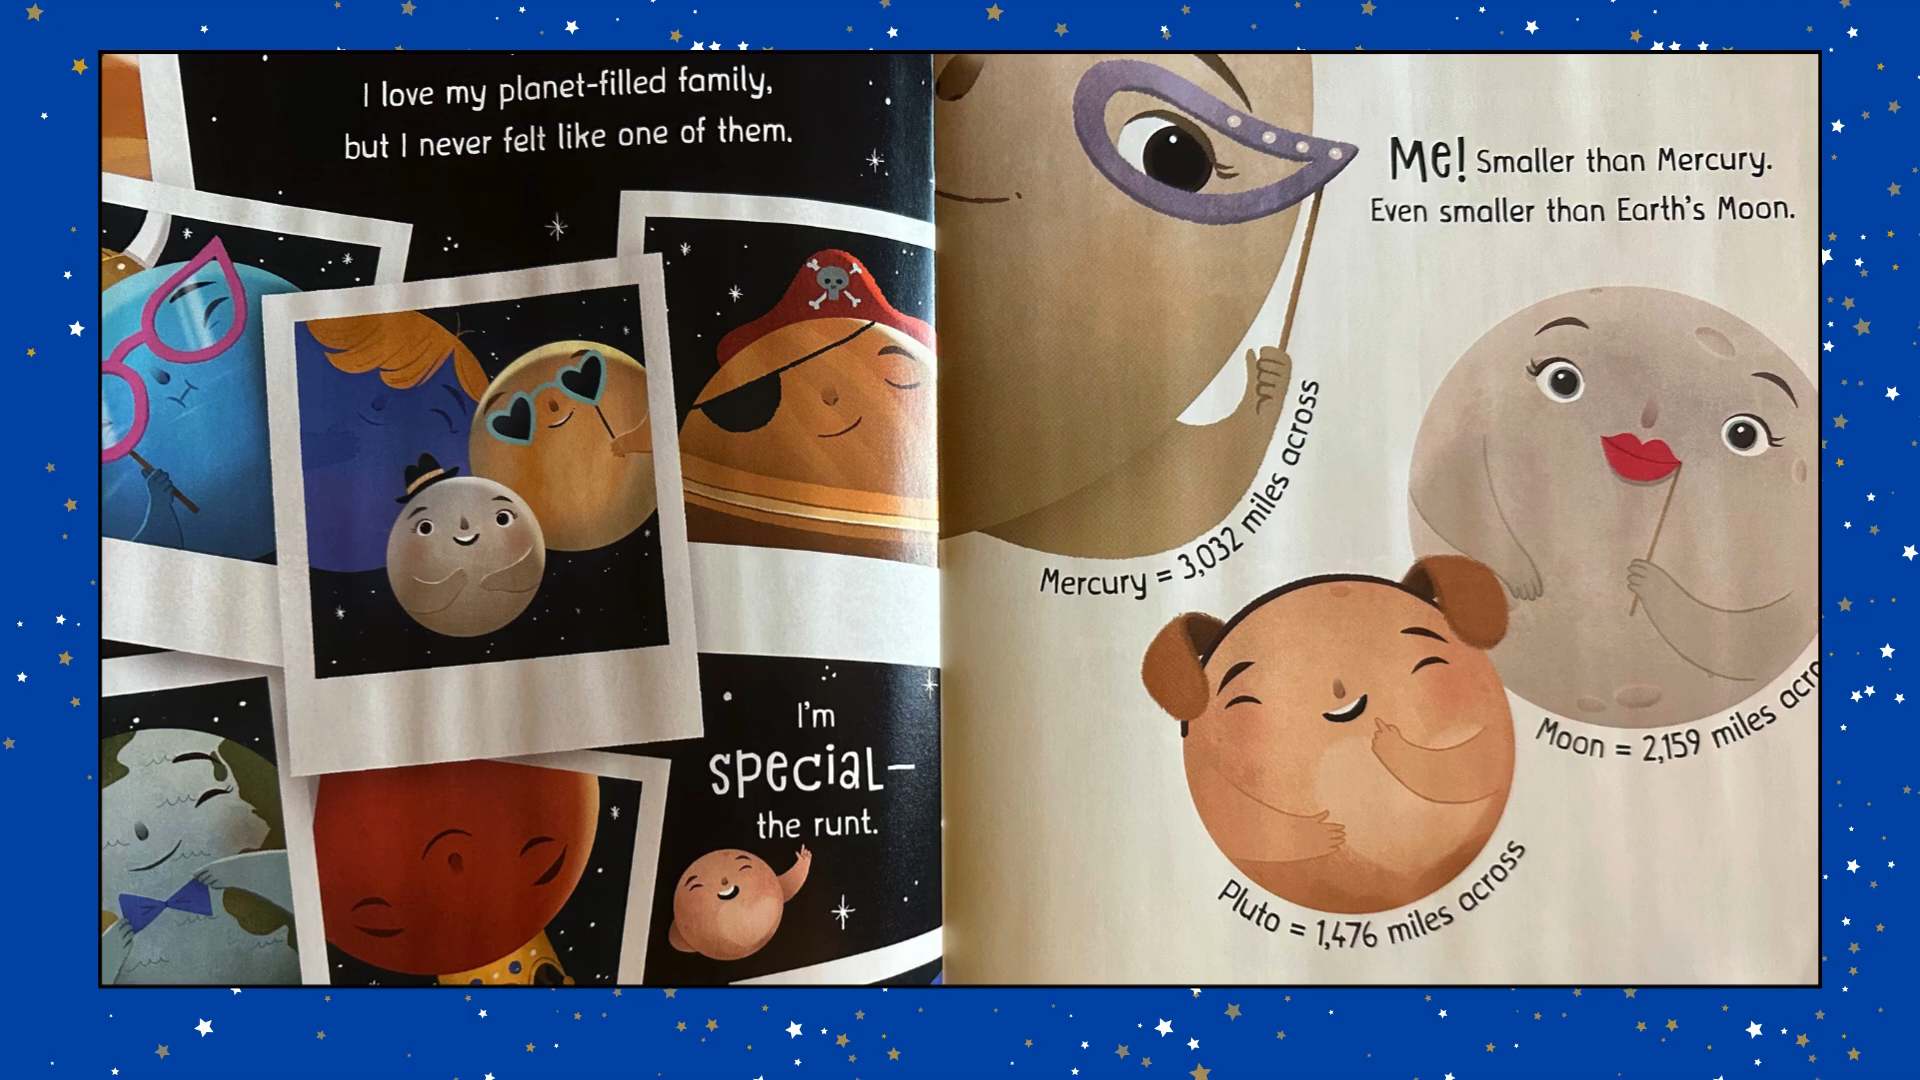 I love my planet-filled family,
but I never felt like one of them.
I'm
special–
the runt.
Me! Smaller than Mercury.
Even smaller than Earth's Moon.
Mercury = 3,032 miles across
Moon = 2,159 miles acro
Pluto = 1,476 miles across